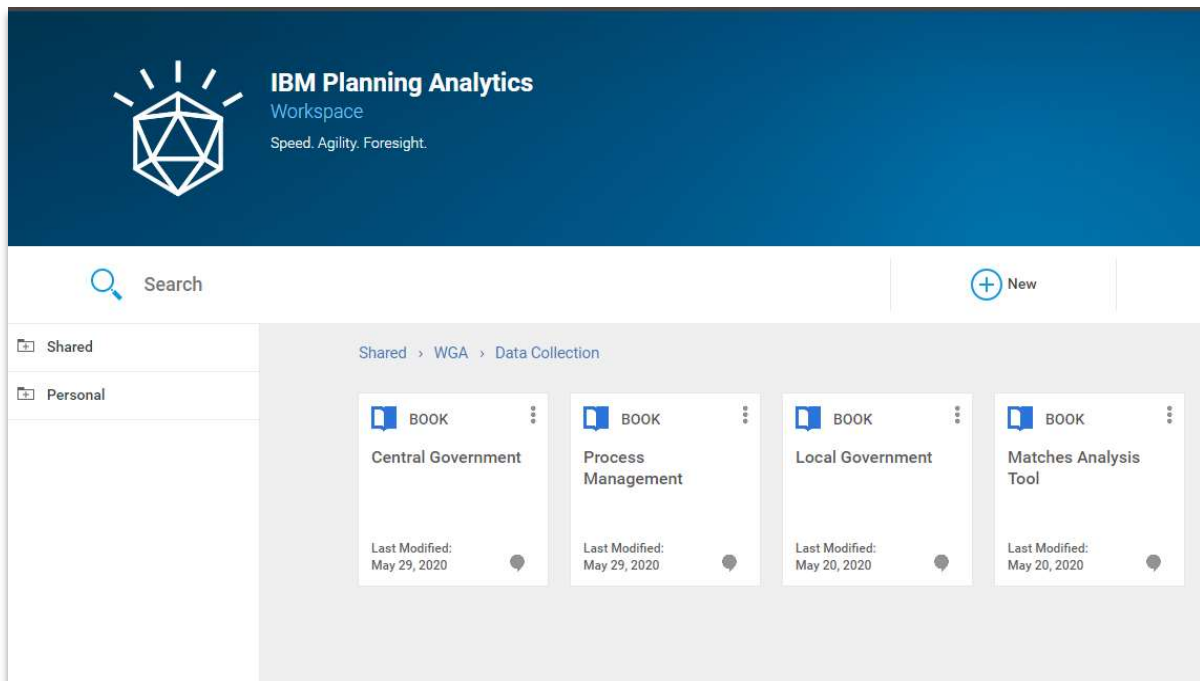 IBM Planning Analytics
Workspace
Speed. Agility. Foresight.
Search
New
Shared
Personal
Shared › WGA › Data Collection
BOOK
Central Government
Last Modified:
May 29, 2020
BOOK
Process
Management
Last Modified:
May 29, 2020
BOOK
Local Government
Last Modified:
May 20, 2020
BOOK
Matches Analysis
Tool
Last Modified:
May 20, 2020